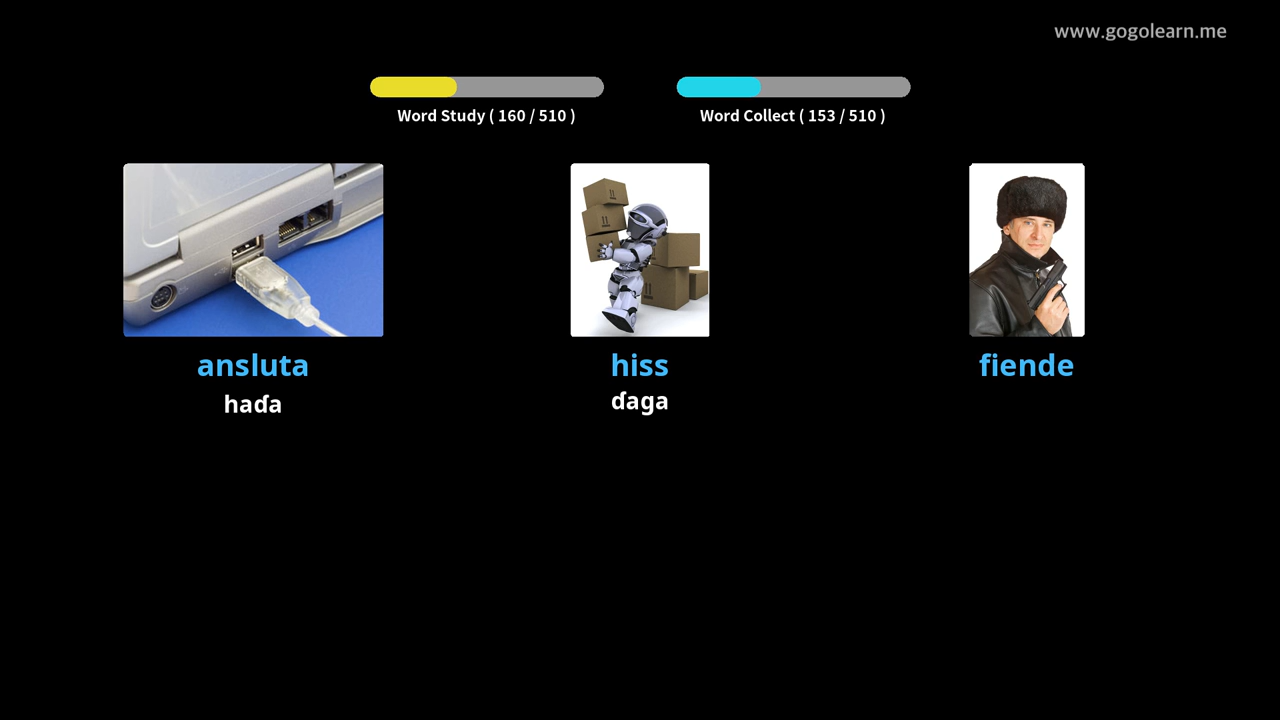 www.gogolearn.me
Word Study ( 160 / 510 )
Word Collect ( 153 / 510 )
ansluta
haɗa
hiss
ɗaga
fiende